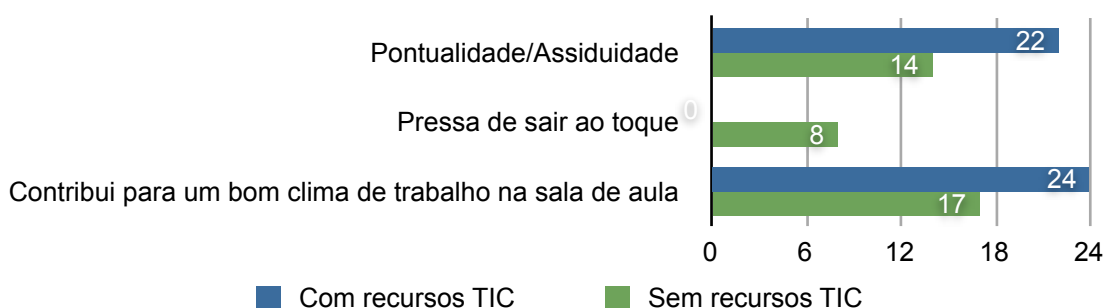 Pontualidade/Assiduidade
22
14
Pressa de sair ao toque
0
8
Contribui para um bom clima de trabalho na sala de aula
24
17
0 6 12 18 24
Com recursos TIC Sem recursos TIC